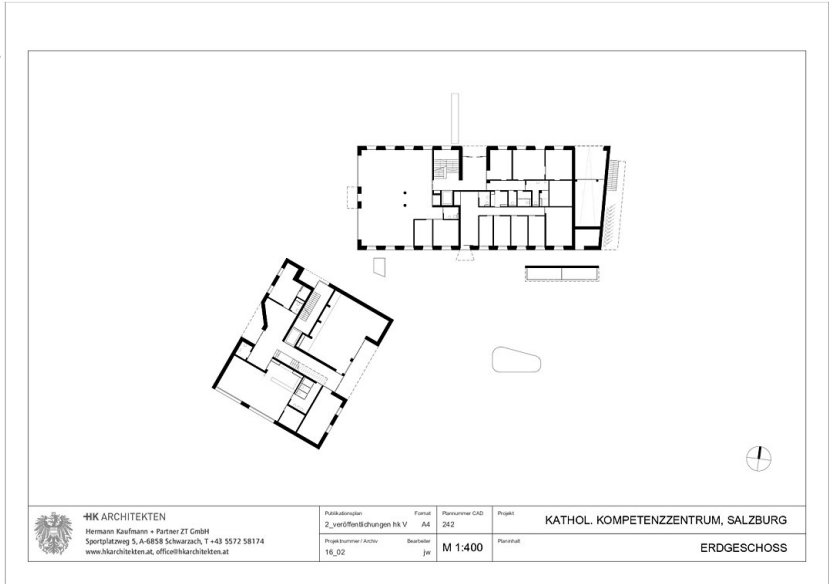 HK ARCHITEKTEN
Hermann Kaufmann + Partner ZT GmbH
Sportplatzweg 5, A-6858 Schwarzach, T +43 5572 58174
www.hkarchitekten.at, office@hkarchitekten.at
Publikationsplan
Format
Plannummer CAD
Projekt
2_veröffentlichungen hk V
A4
242
KATHOL. KOMPETENZZENTRUM, SALZBURG
Projektnummer / Archiv
Bearbeiter
M 1:400
Planinhalt
16_02
jw
ERDGESCHOSS